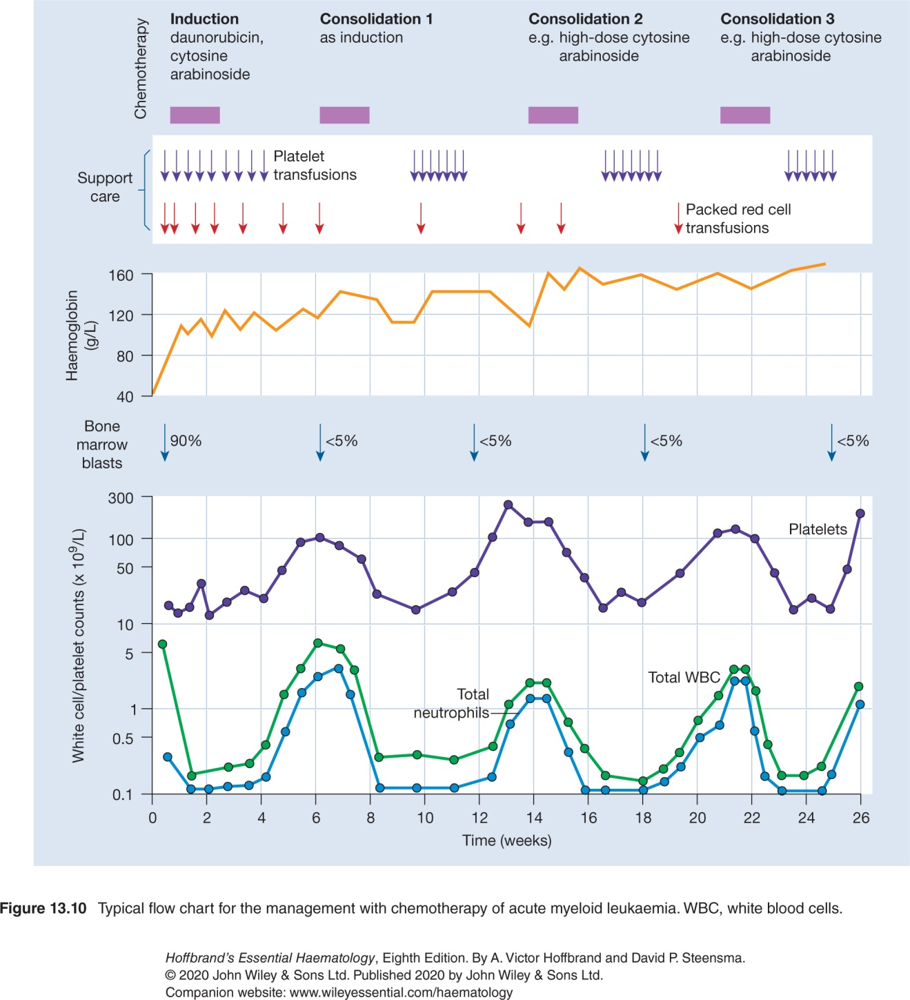 Chemotherapy
Induction
daunorubicin,
cytosine
arabinoside
Consolidation 1
as induction
Consolidation 2
e.g. high-dose cytosine
arabinoside
Consolidation 3
e.g. high-dose cytosine
arabinoside
Support
care
Platelet
transfusions
Packed red cell
transfusions
Haemoglobin
(g/L)
160
120
80
40
Bone
marrow
blasts
90%
<5%
<5%
<5%
<5%
White cell/platelet counts (x 10⁹/L)
300
100
50
10
5
1
0.5
0.1
Platelets
Total WBC
Total
neutrophils
0 2 4 6 8 10 12 14 16 18 20 22 24 26
Time (weeks)
Figure 13.10 Typical flow chart for the management with chemotherapy of acute myeloid leukaemia. WBC, white blood cells.
Hoffbrand's Essential Haematology, Eighth Edition. By A. Victor Hoffbrand and David P. Steensma.
© 2020 John Wiley & Sons Ltd. Published 2020 by John Wiley & Sons Ltd.
Companion website: www.wileyessential.com/haematology